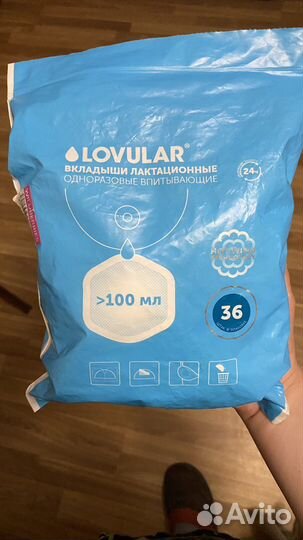 LOVULAR®
ВКЛАДЫШИ ЛАКТАЦИОННЫЕ
ОДНОРАЗОВЫЕ ВПИТЫВАЮЩИЕ
24
>100 мл
36
Avito